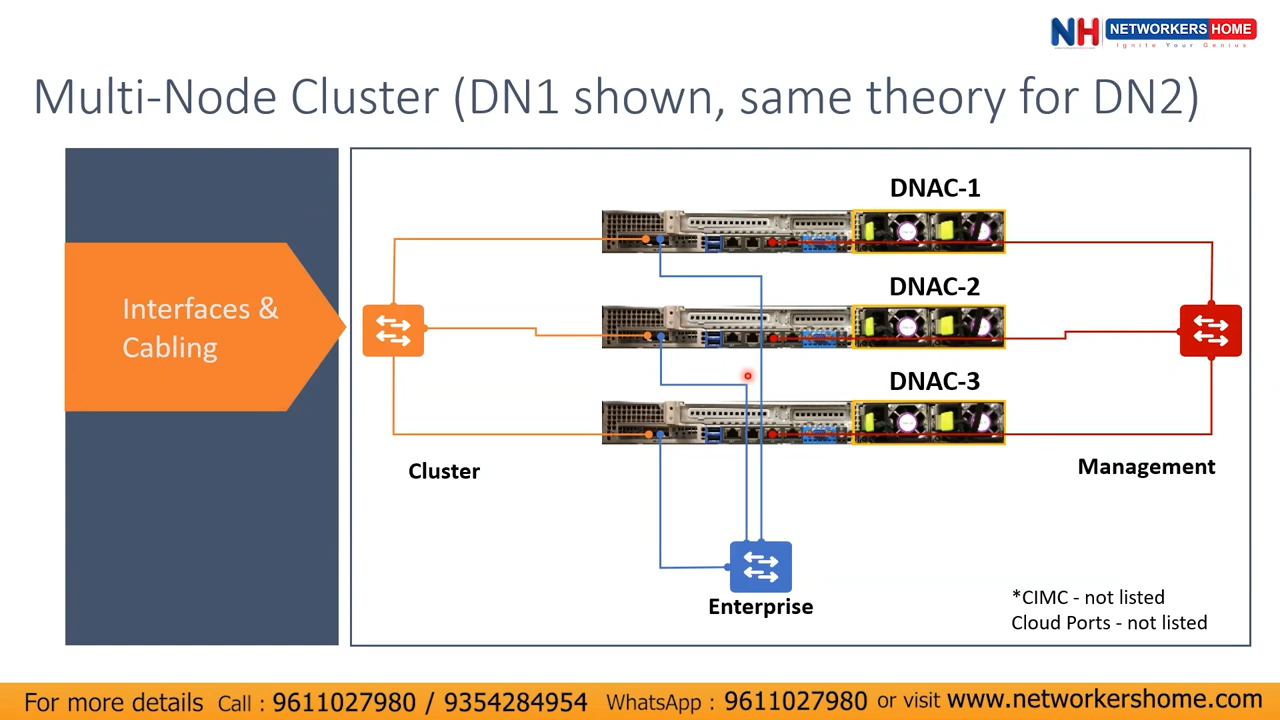 NH NETWORKERS HOME
Ignite Your Genius
Multi-Node Cluster (DN1 shown, same theory for DN2)
Interfaces &
Cabling
DNAC-1
DNAC-2
DNAC-3
Cluster
Management
Enterprise
*CIMC - not listed
Cloud Ports - not listed
For more details Call : 9611027980 / 9354284954 WhatsApp : 9611027980 or visit www.networkershome.com